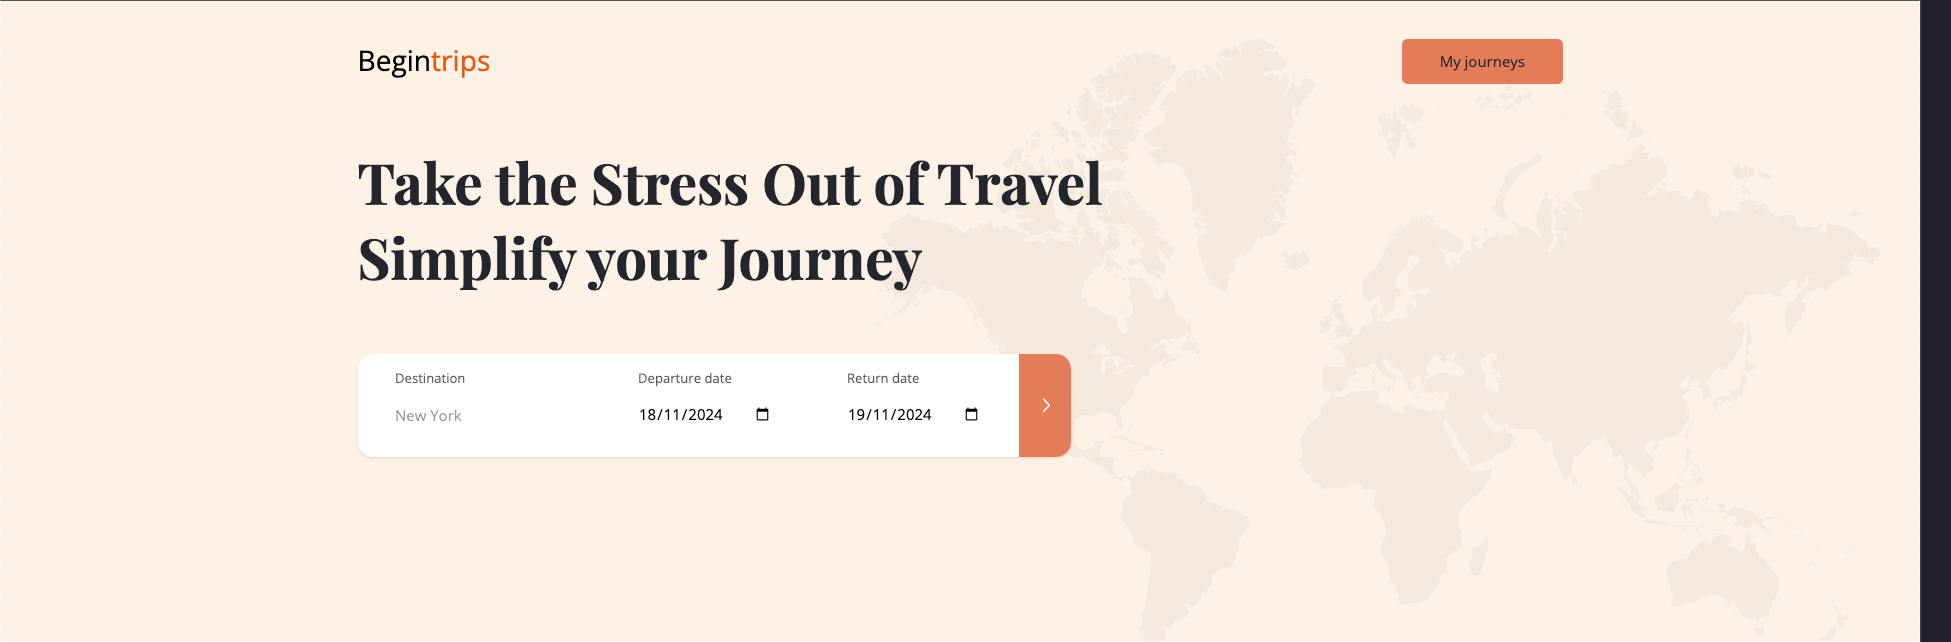 Begintrips
My journeys
Take the Stress Out of Travel
Simplify your Journey
Destination
Departure date
Return date
New York
18/11/2024
19/11/2024